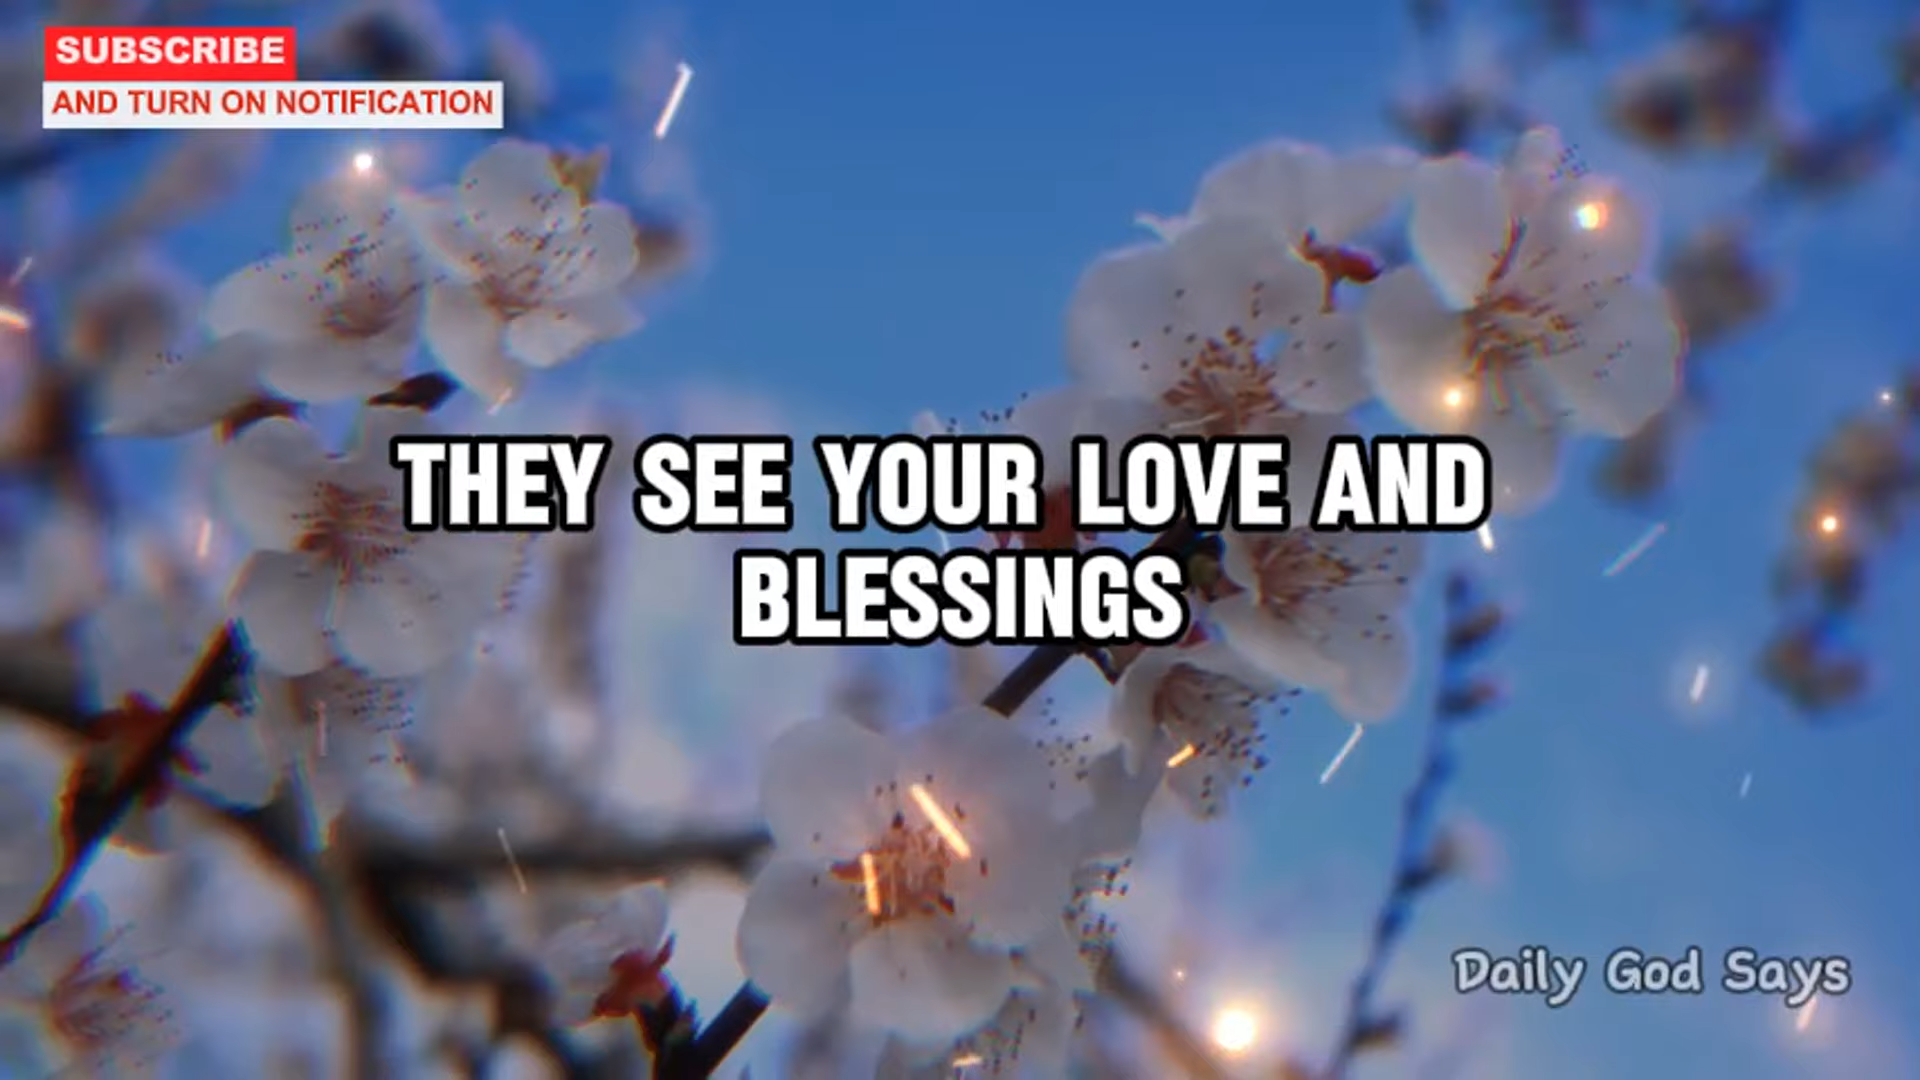 SUBSCRIBE
AND TURN ON NOTIFICATION
THEY SEE YOUR LOVE AND
BLESSINGS
Daily God Says